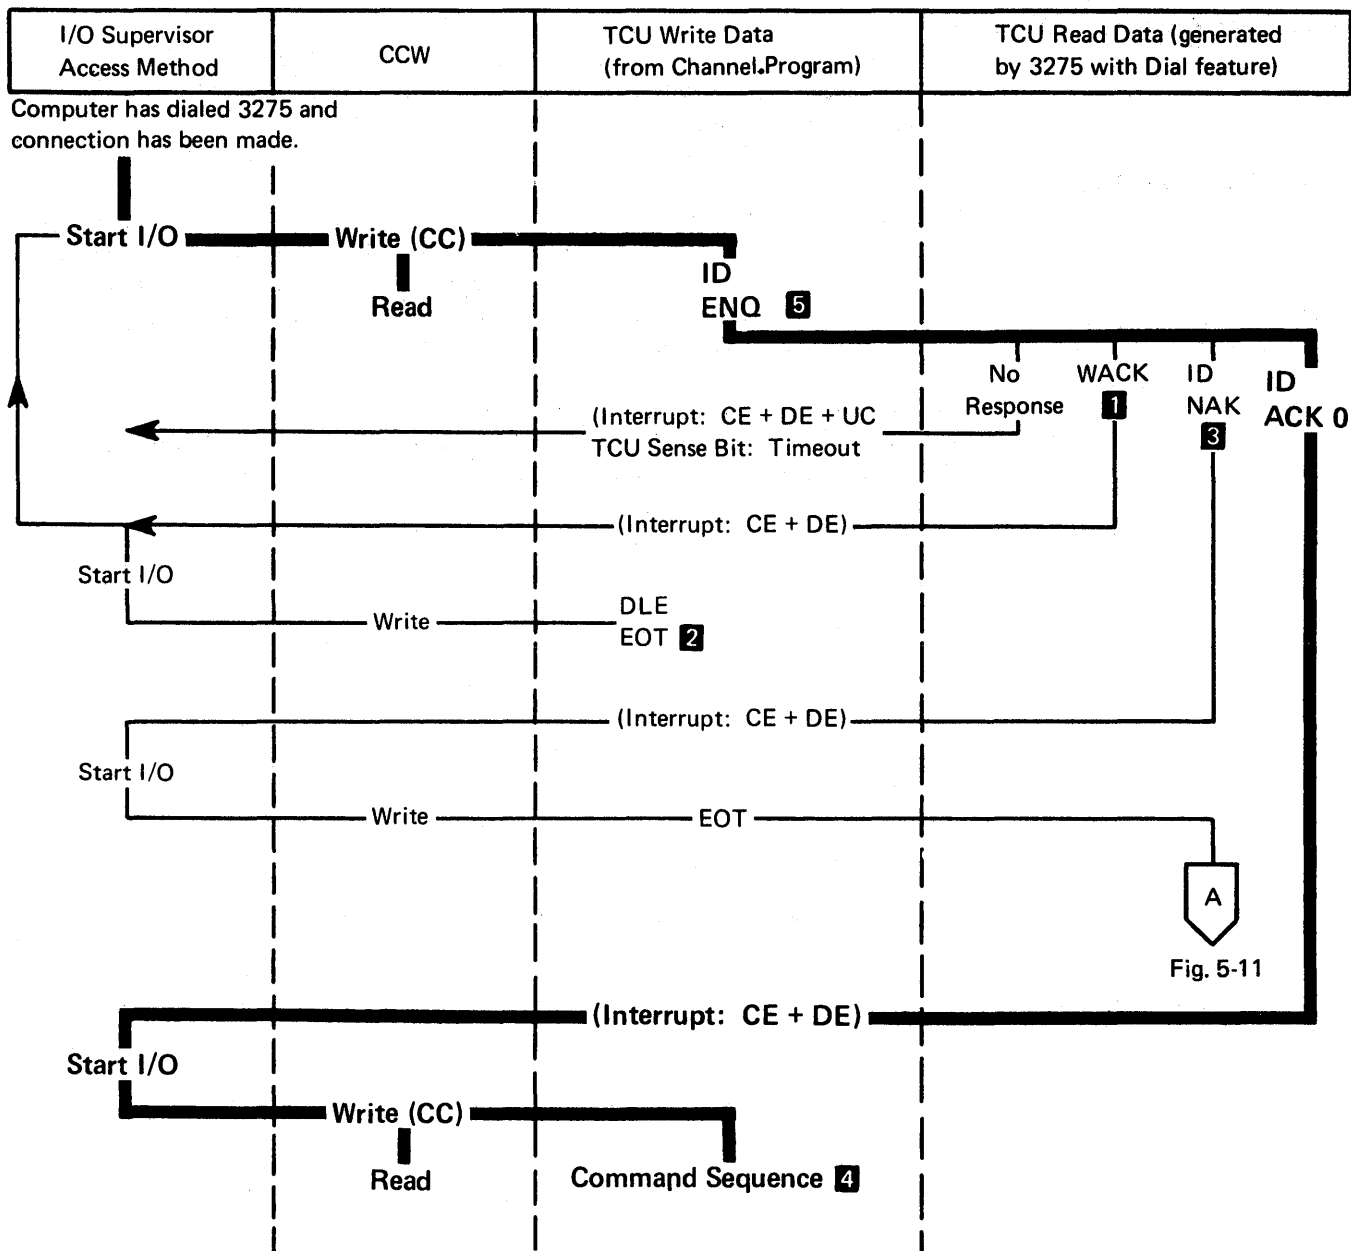 I/O Supervisor
Access Method
CCW
TCU Write Data
(from Channel Program)
TCU Read Data (generated
by 3275 with Dial feature)
Computer has dialed 3275 and
connection has been made.
Start I/O
Write (CC)
Read
ID
ENQ 5
No
Response
WACK
1
ID
NAK
3
ID
ACK 0
(Interrupt: CE + DE + UC
TCU Sense Bit: Timeout
(Interrupt: CE + DE)
Start I/O
Write
DLE
EOT 2
(Interrupt: CE + DE)
Start I/O
Write
EOT
A
Fig. 5-11
(Interrupt: CE + DE)
Start I/O
Write (CC)
Read
Command Sequence 4